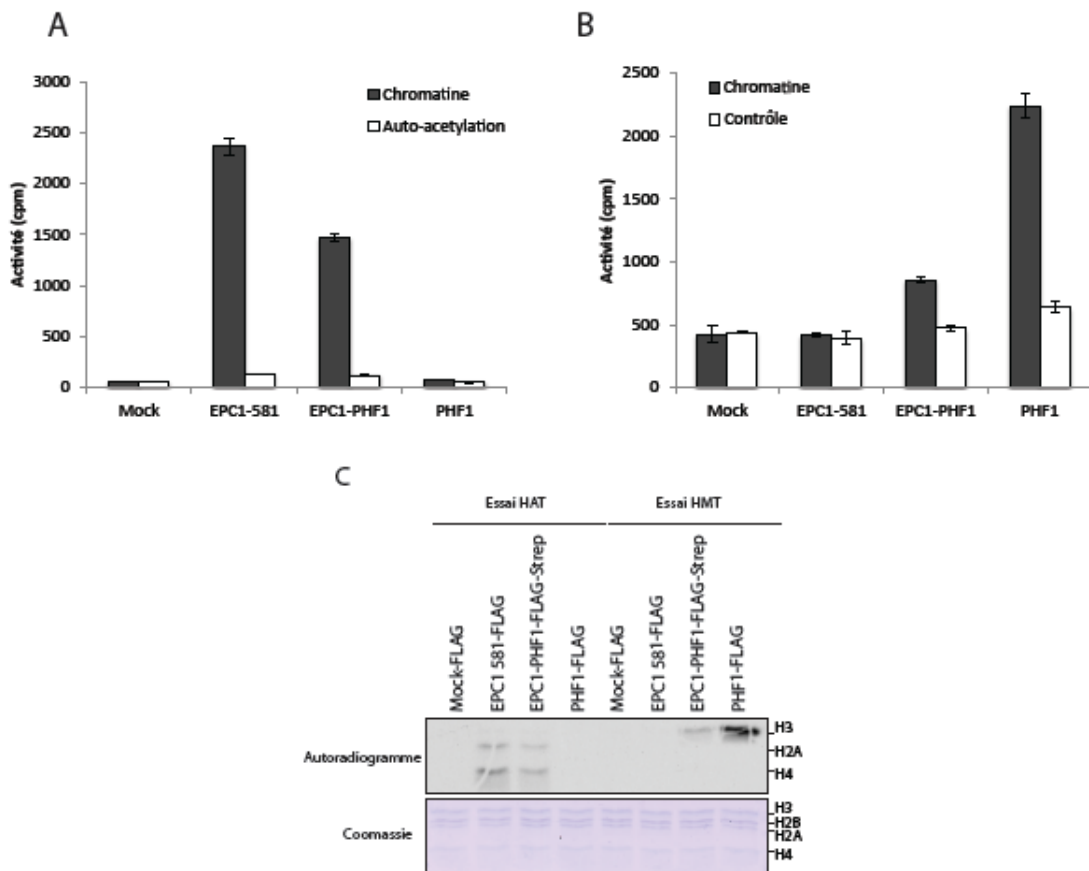 A
3000
2500
2000
1500
1000
500
0
Activité (cpm)
Chromatine
Auto-acetylation
Mock
EPC1-581
EPC1-PHF1
PHF1
B
2500
2000
1500
1000
500
0
Activité (cpm)
Chromatine
Contrôle
Mock
EPC1-581
EPC1-PHF1
PHF1
C
Essai HAT
Essai HMT
Mock-FLAG
EPC1 581-FLAG
EPC1-PHF1-FLAG-Strep
PHF1-FLAG
Mock-FLAG
EPC1 581-FLAG
EPC1-PHF1-FLAG-Strep
PHF1-FLAG
Autoradiogramme
H3
H2A
H4
Coomassie
H3
H2B
H2A
H4